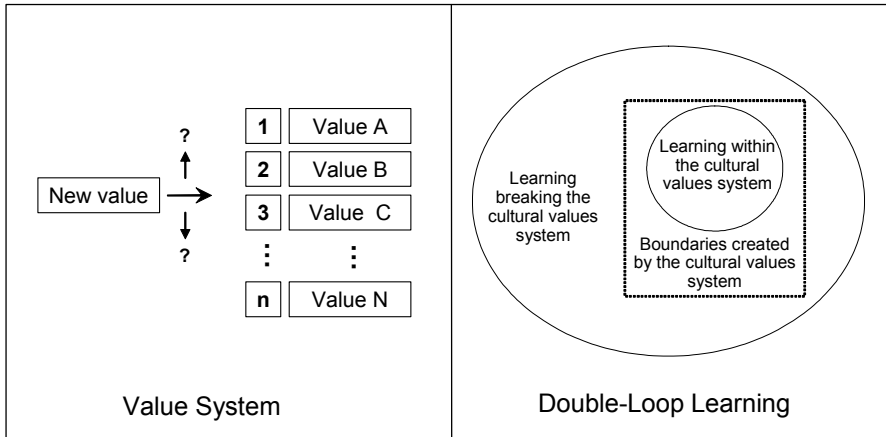 ?
New value
?
1 Value A
2 Value B
3 Value C
⋮ ⋮
n Value N
Value System
Learning
breaking the
cultural values
system
Learning within
the cultural
values system
Boundaries created
by the cultural values
system
Double-Loop Learning